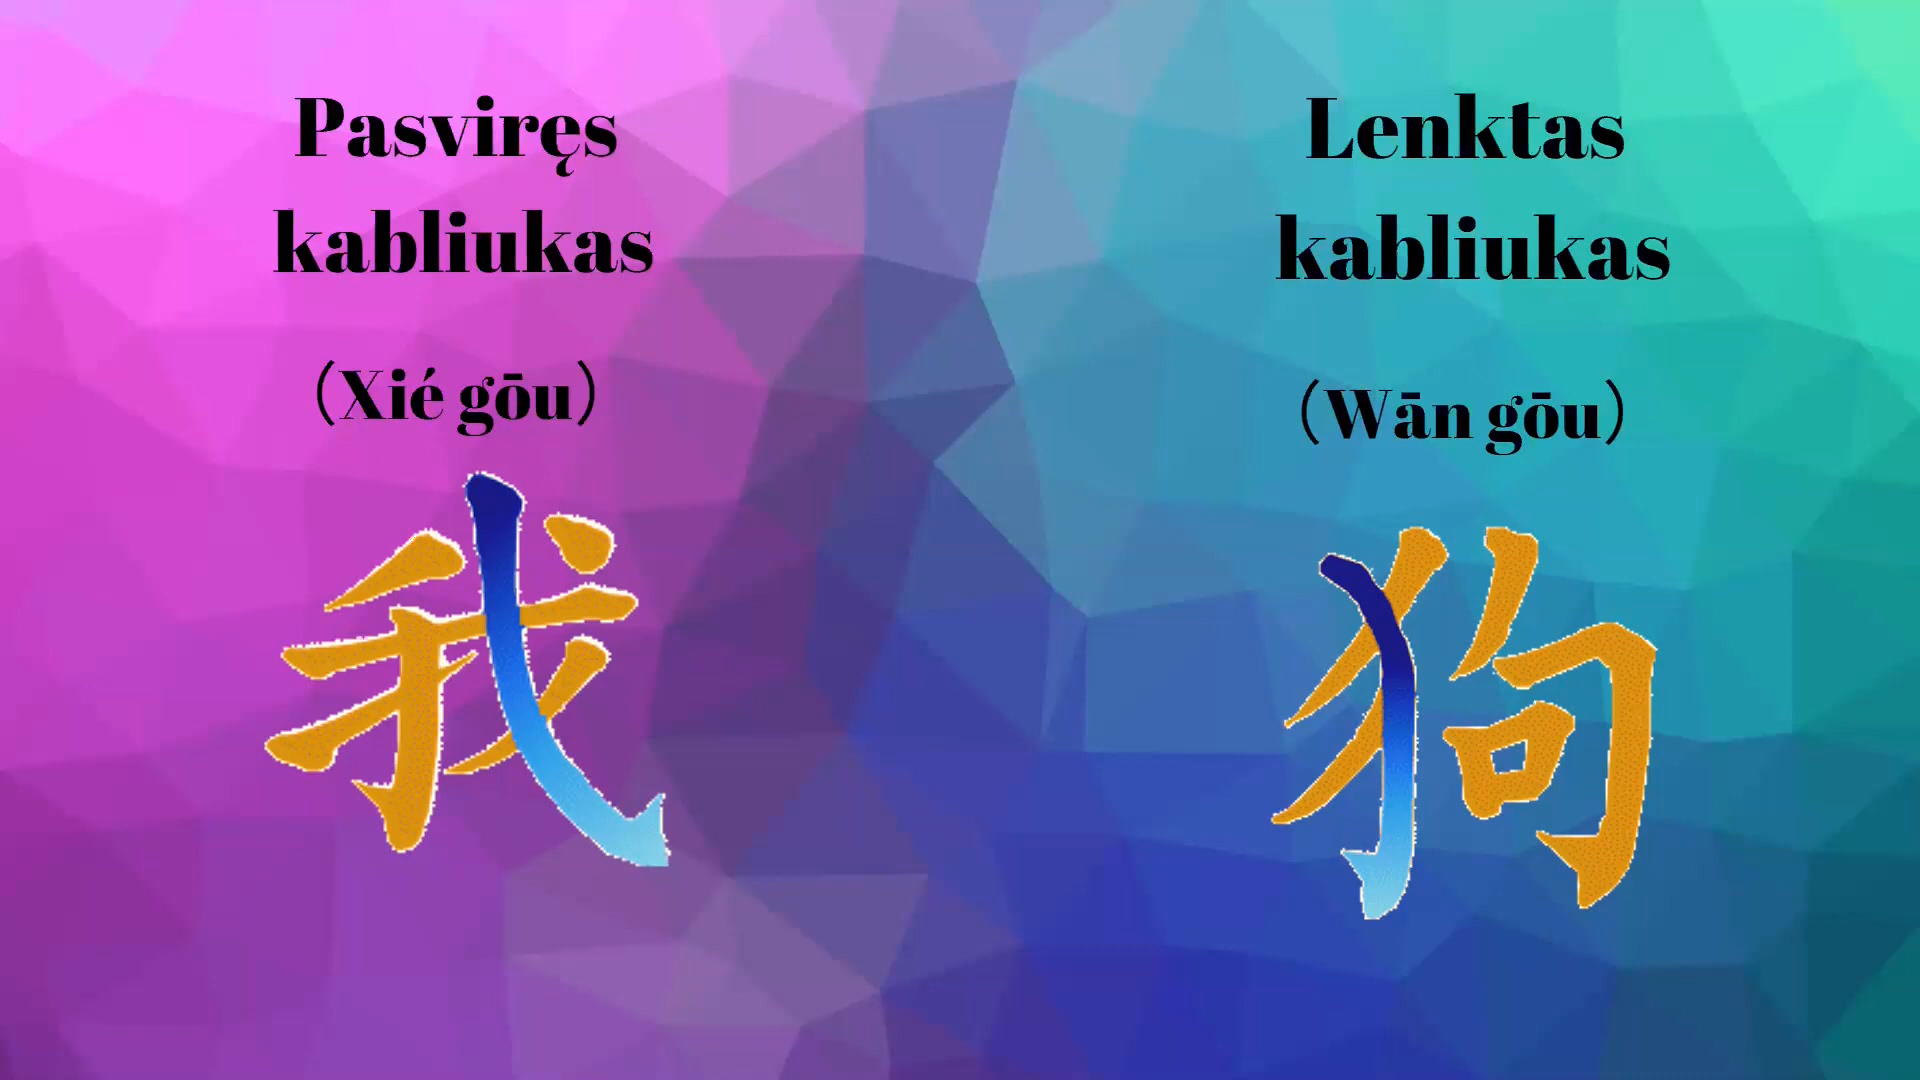 Pasviręs
kabliukas
(Xié gōu)
我
Lenktas
kabliukas
(Wān gōu)
狗